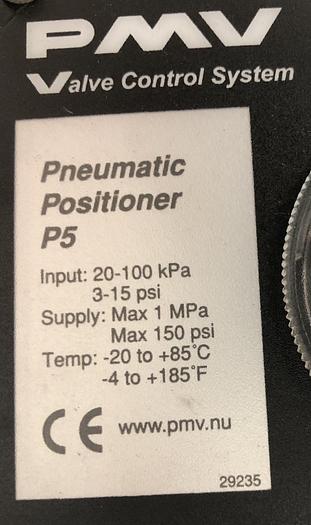 PMV
Valve Control System
Pneumatic
Positioner
P5
Input: 20-100 kPa
3-15 psi
Supply: Max 1 MPa
Max 150 psi
Temp: -20 to +85°C
-4 to +185°F
CE www.pmv.nu
29235